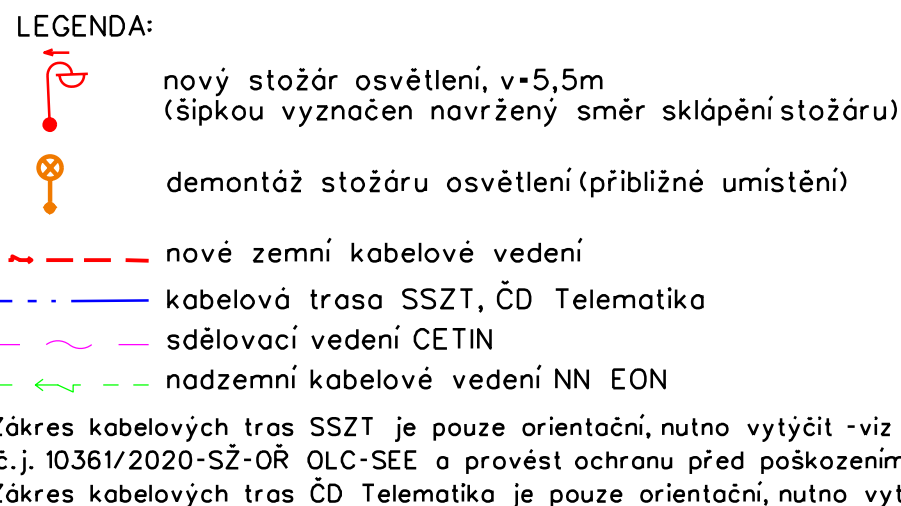 LEGENDA:
nový stožár osvětlení, v=5,5m
(šipkou vyznačen navržený směr sklápění stožáru)
demontáž stožáru osvětlení (přibližné umístění)
nové zemní kabelové vedení
kabelová trasa SSZT, ČD Telematika
sdělovací vedení CETIN
nadzemní kabelové vedení NN EON
Zákres kabelových tras SSZT je pouze orientační, nutno vytýčit -viz
č.j. 10361/2020-SŽ-OŘ OLC-SEE a provést ochranu před poškozením
Zákres kabelových tras ČD Telematika je pouze orientační, nutno